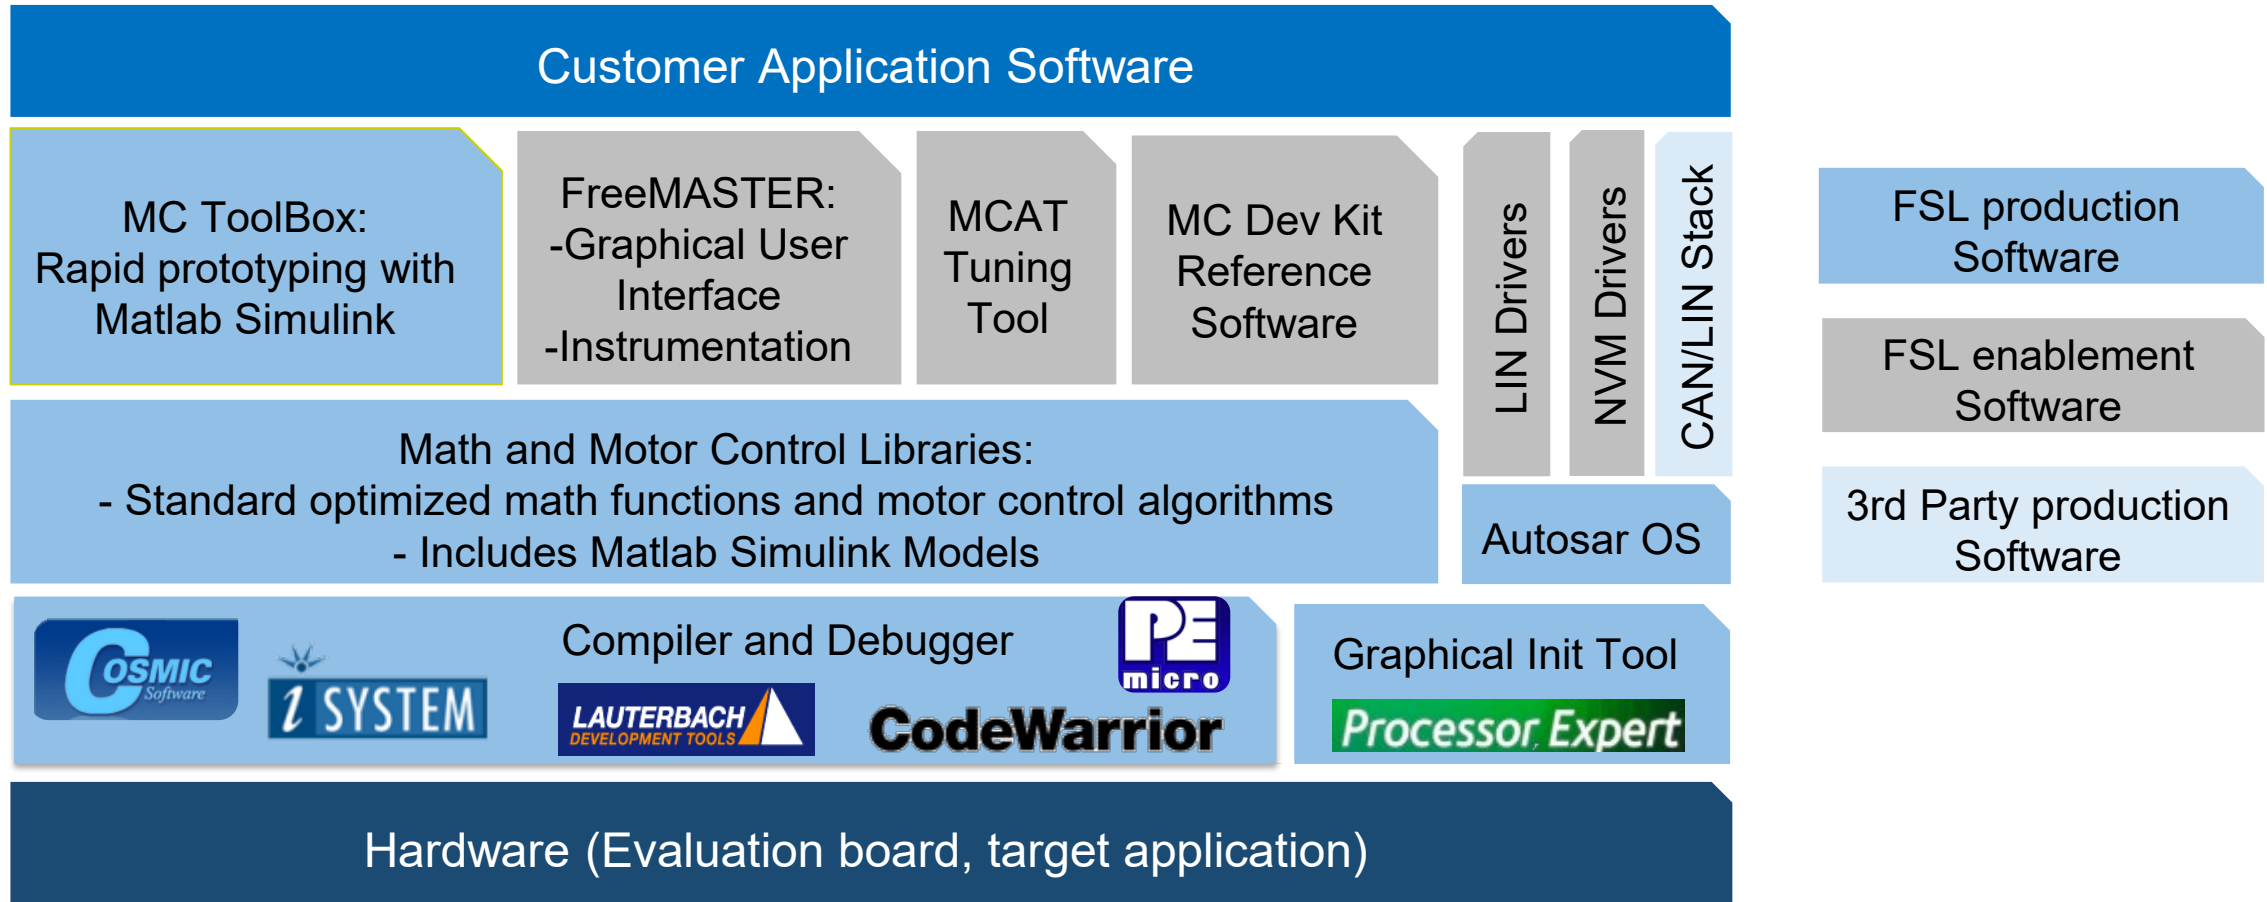 Customer Application Software
MC ToolBox:
Rapid prototyping with
Matlab Simulink
FreeMASTER:
-Graphical User
Interface
-Instrumentation
MCAT
Tuning
Tool
MC Dev Kit
Reference
Software
LIN Drivers
NVM Drivers
CAN/LIN Stack
FSL production
Software
FSL enablement
Software
3rd Party production
Software
Math and Motor Control Libraries:
- Standard optimized math functions and motor control algorithms
- Includes Matlab Simulink Models
Autosar OS
Compiler and Debugger
COSMIC
Software
iSYSTEM
LAUTERBACH
DEVELOPMENT TOOLS
PE
micro
CodeWarrior
Graphical Init Tool
Processor Expert
Hardware (Evaluation board, target application)